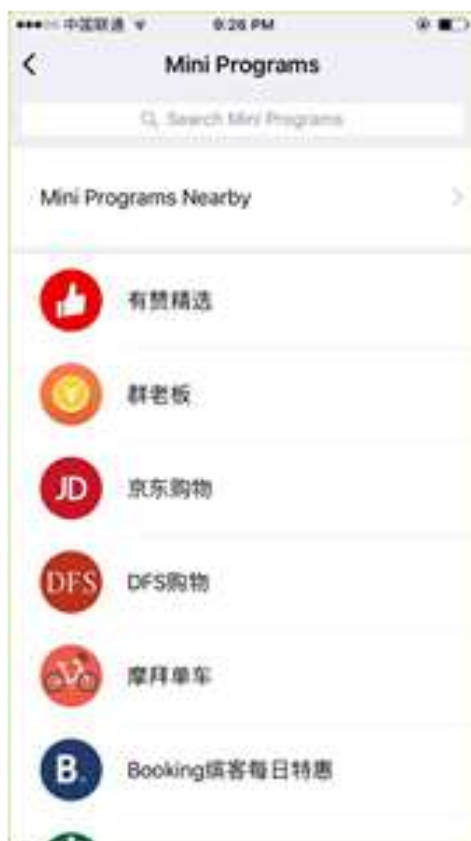 中国联通 9:26 PM
Mini Programs
Search Mini Programs
Mini Programs Nearby
有赞精选
群老板
JD 京东购物
DFS DFS购物
摩拜单车
B. Booking缤客每日特惠